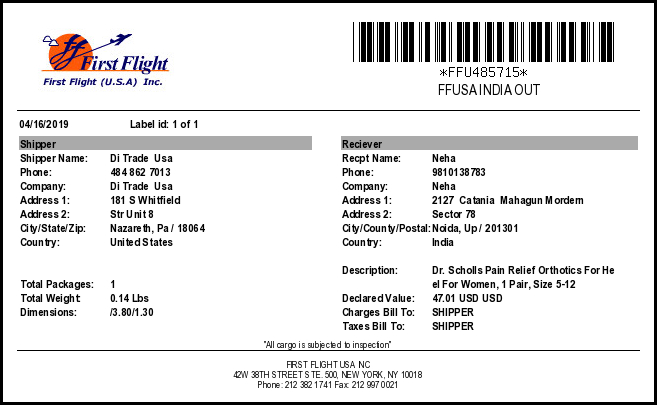 First Flight
First Flight (U.S.A) Inc.
*FFU485715*
FFUSA INDIA OUT
04/16/2019 Label id: 1 of 1
Shipper Reciever
Shipper Name: Di Trade Usa Recpt Name: Neha
Phone: 484 862 7013 Phone: 9810138783
Company: Di Trade Usa Company: Neha
Address 1: 181 S Whitfield Address 1: 2127 Catania Mahagun Mordern
Address 2: Str Unit 8 Address 2: Sector 78
City/State/Zip: Nazareth, Pa / 18064 City/County/Postal: Noida, Up / 201301
Country: United States Country: India
Description: Dr. Scholls Pain Relief Orthotics For He
Total Packages: 1 el For Women, 1 Pair, Size 5-12
Total Weight: 0.14 Lbs Declared Value: 47.01 USD USD
Dimensions: /3.80/1.30 Charges Bill To: SHIPPER
Taxes Bill To: SHIPPER
"All cargo is subjected to inspection"
FIRST FLIGHT USA INC
42W 38TH STREET STE. 500, NEW YORK, NY 10018
Phone: 212 382 1741 Fax: 212 997 0021